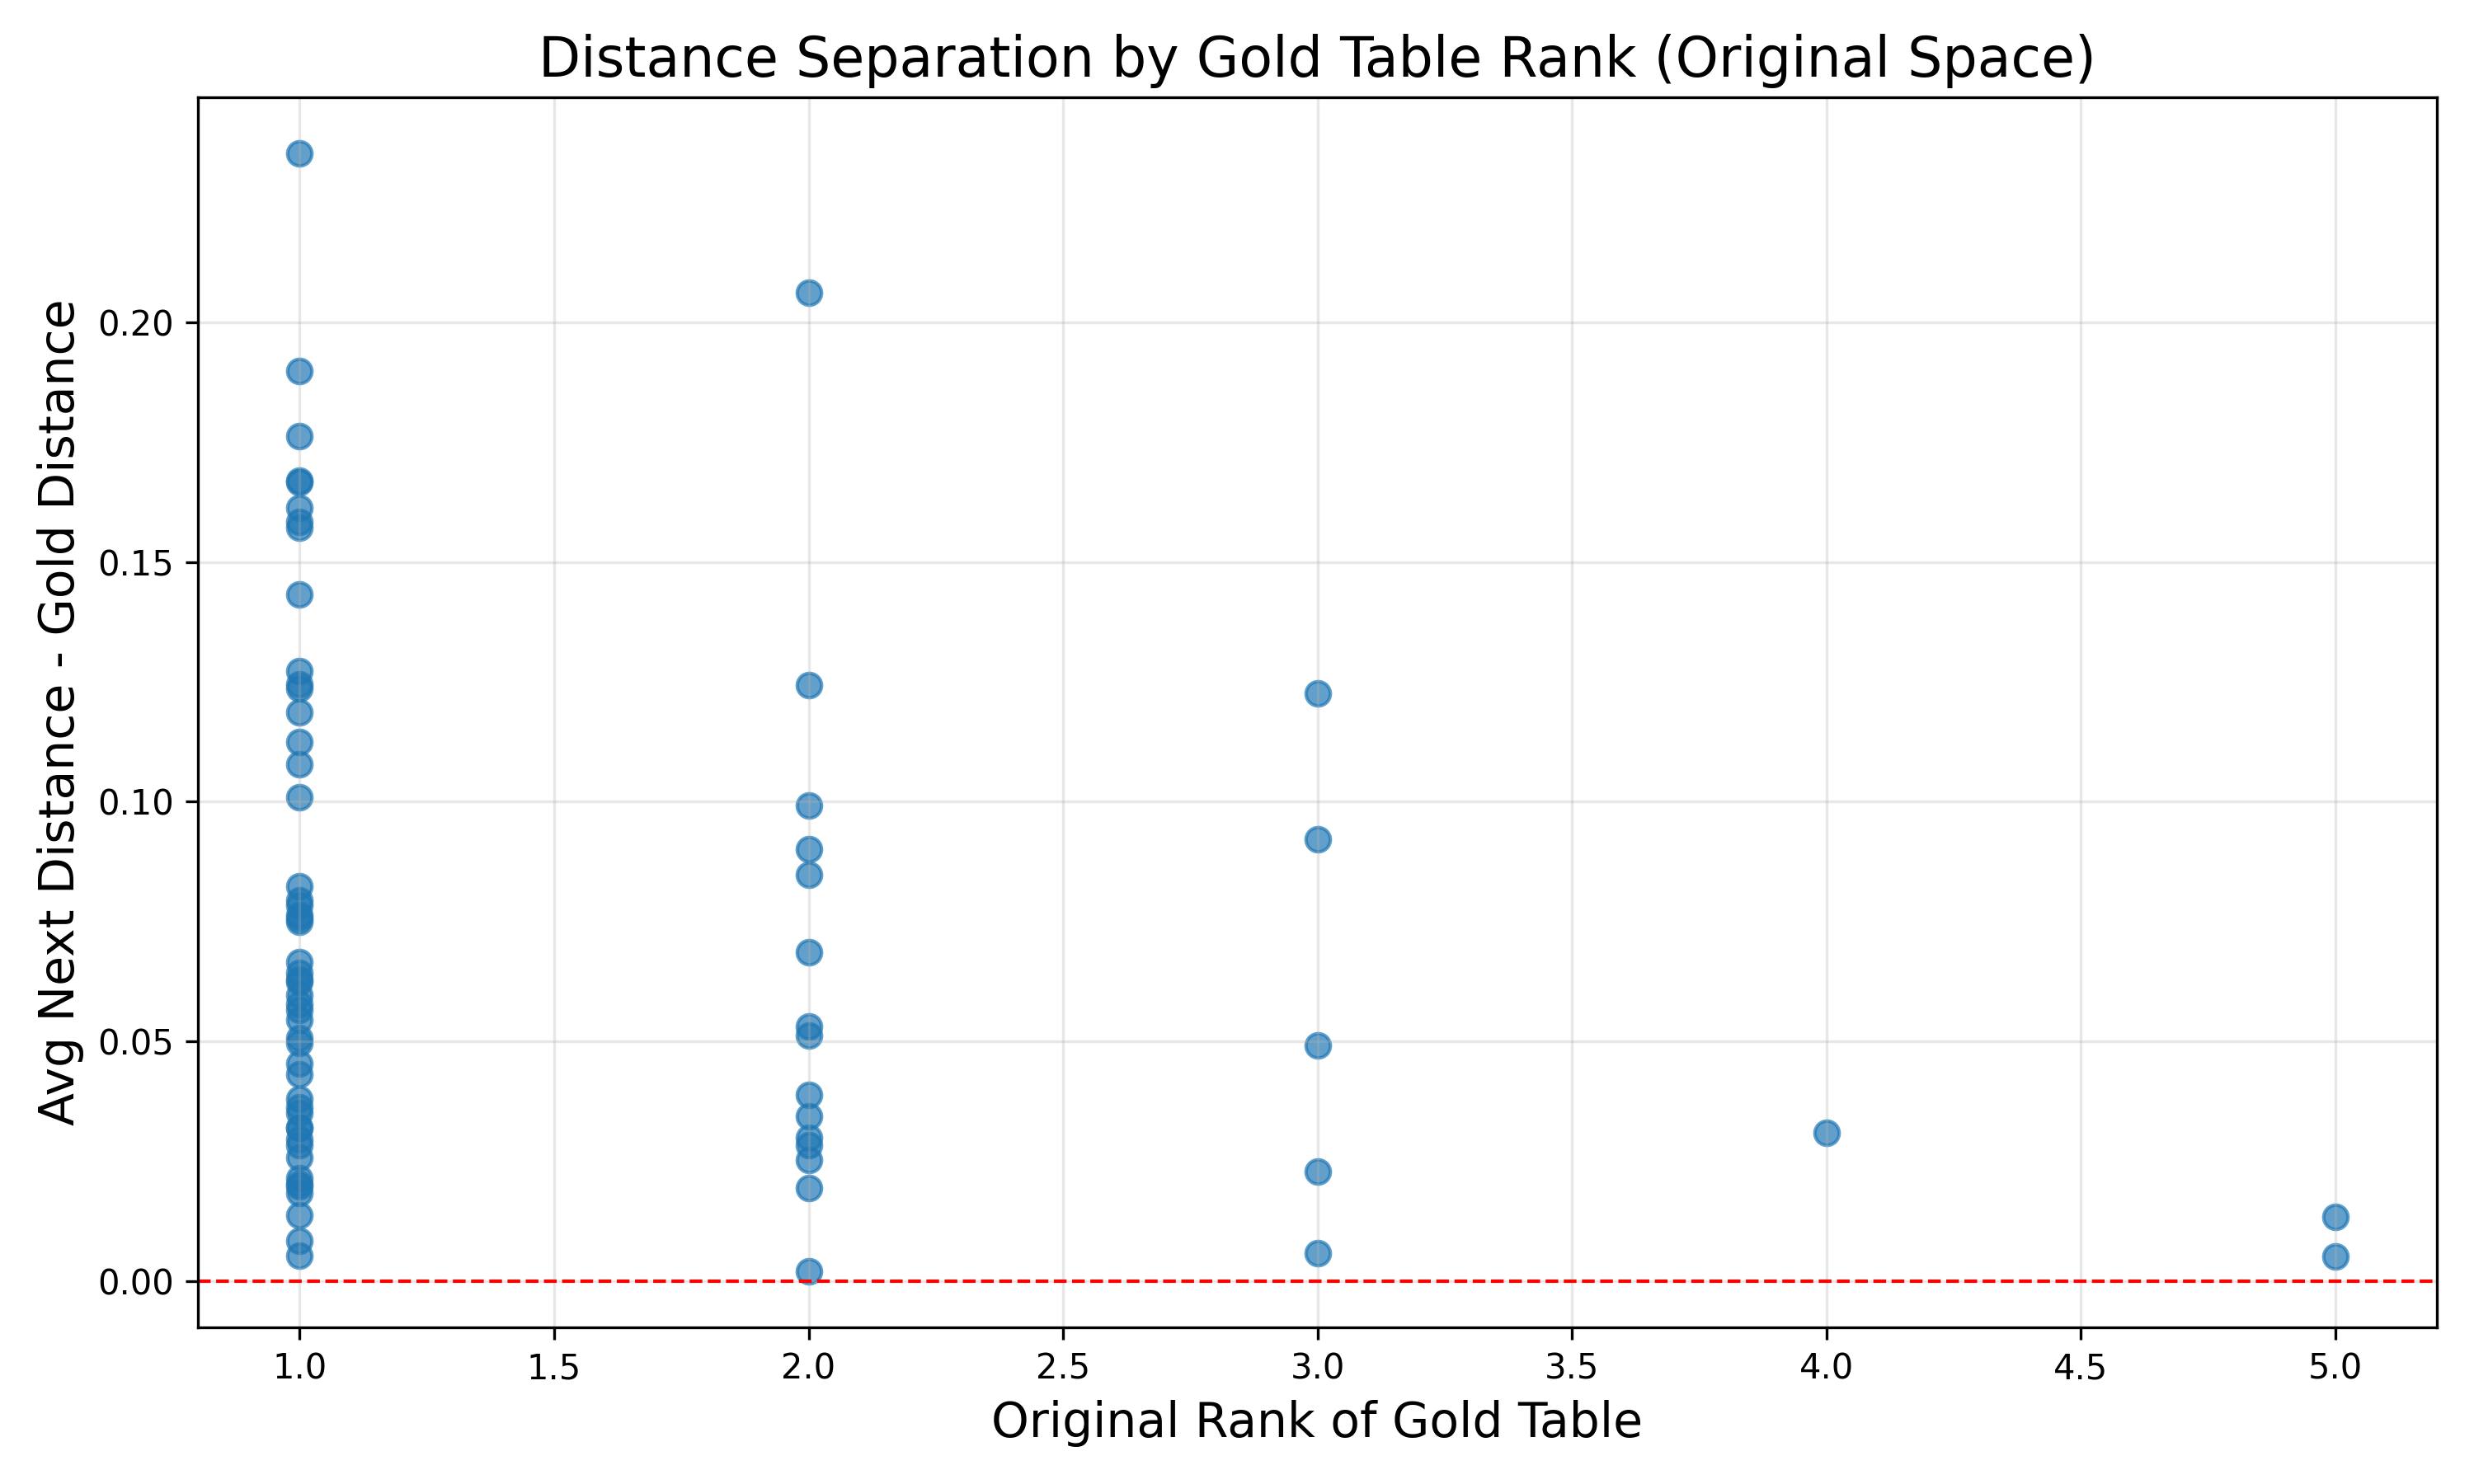 Distance Separation by Gold Table Rank (Original Space)
Avg Next Distance - Gold Distance
0.20
0.15
0.10
0.05
0.00
1.0 1.5 2.0 2.5 3.0 3.5 4.0 4.5 5.0
Original Rank of Gold Table